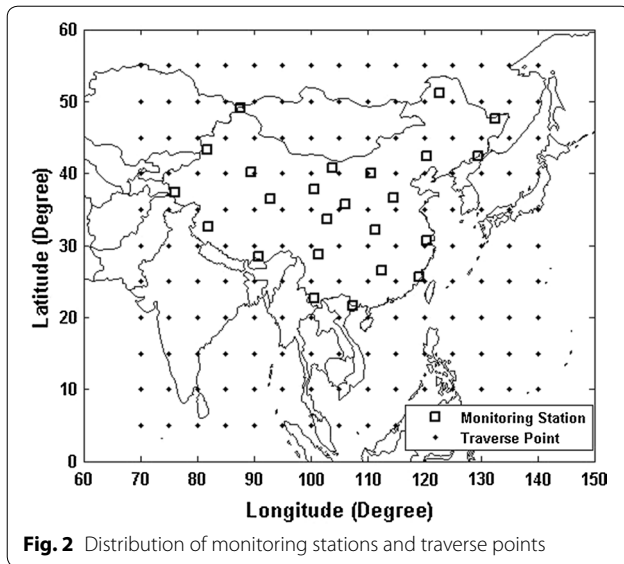 60
50
40
30
20
10
0
Latitude (Degree)
60 70 80 90 100 110 120 130 140 150
Longitude (Degree)
Monitoring Station
Traverse Point
Fig. 2 Distribution of monitoring stations and traverse points